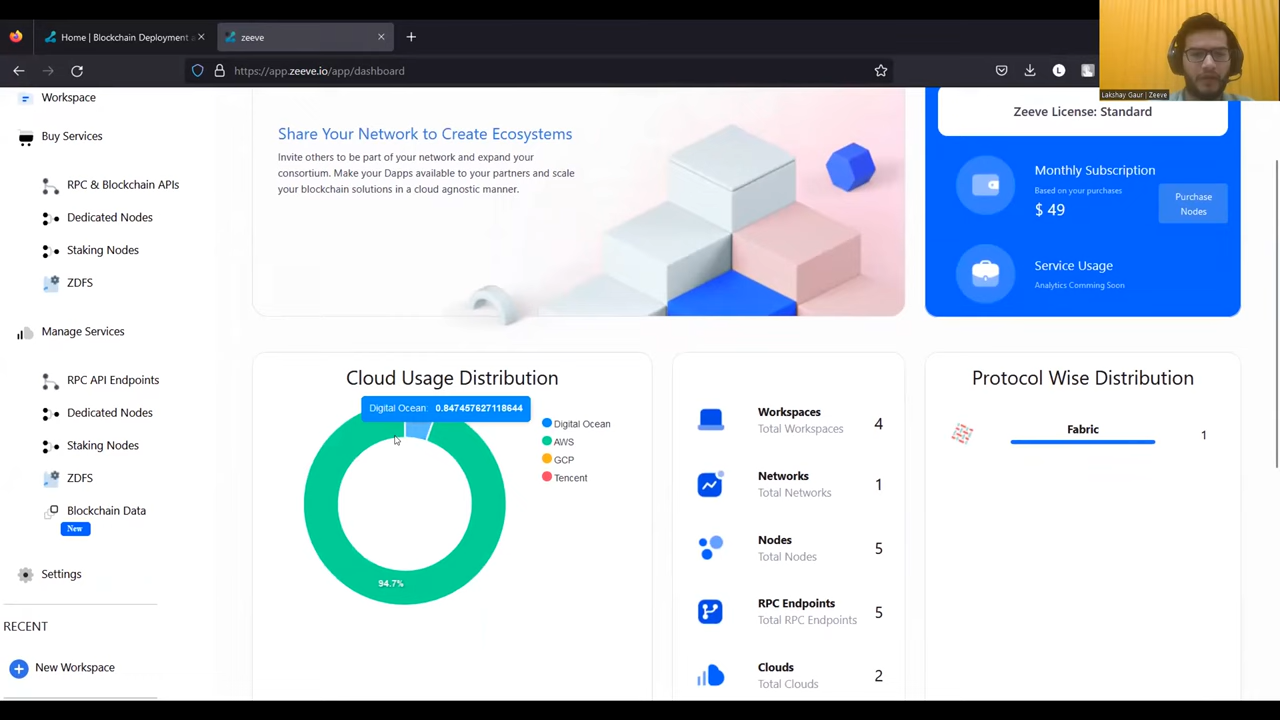 Home | Blockchain Deployment a
zeeve
https://app.zeeve.io/app/dashboard
Lakshay Gaur | Zeeve
Workspace
Buy Services
RPC & Blockchain APIs
Dedicated Nodes
Staking Nodes
ZDFS
Manage Services
RPC API Endpoints
Dedicated Nodes
Staking Nodes
ZDFS
Blockchain Data
New
Settings
RECENT
New Workspace
Share Your Network to Create Ecosystems
Invite others to be part of your network and expand your
consortium. Make your Dapps available to your partners and scale
your blockchain solutions in a cloud agnostic manner.
Zeeve License: Standard
Monthly Subscription
Based on your purchases
$ 49
Purchase
Nodes
Service Usage
Analytics Comming Soon
Cloud Usage Distribution
Digital Ocean: 0.847457627118644
94.7%
Digital Ocean
AWS
GCP
Tencent
Workspaces
Total Workspaces
4
Networks
Total Networks
1
Nodes
Total Nodes
5
RPC Endpoints
Total RPC Endpoints
5
Clouds
Total Clouds
2
Protocol Wise Distribution
Fabric
1
L